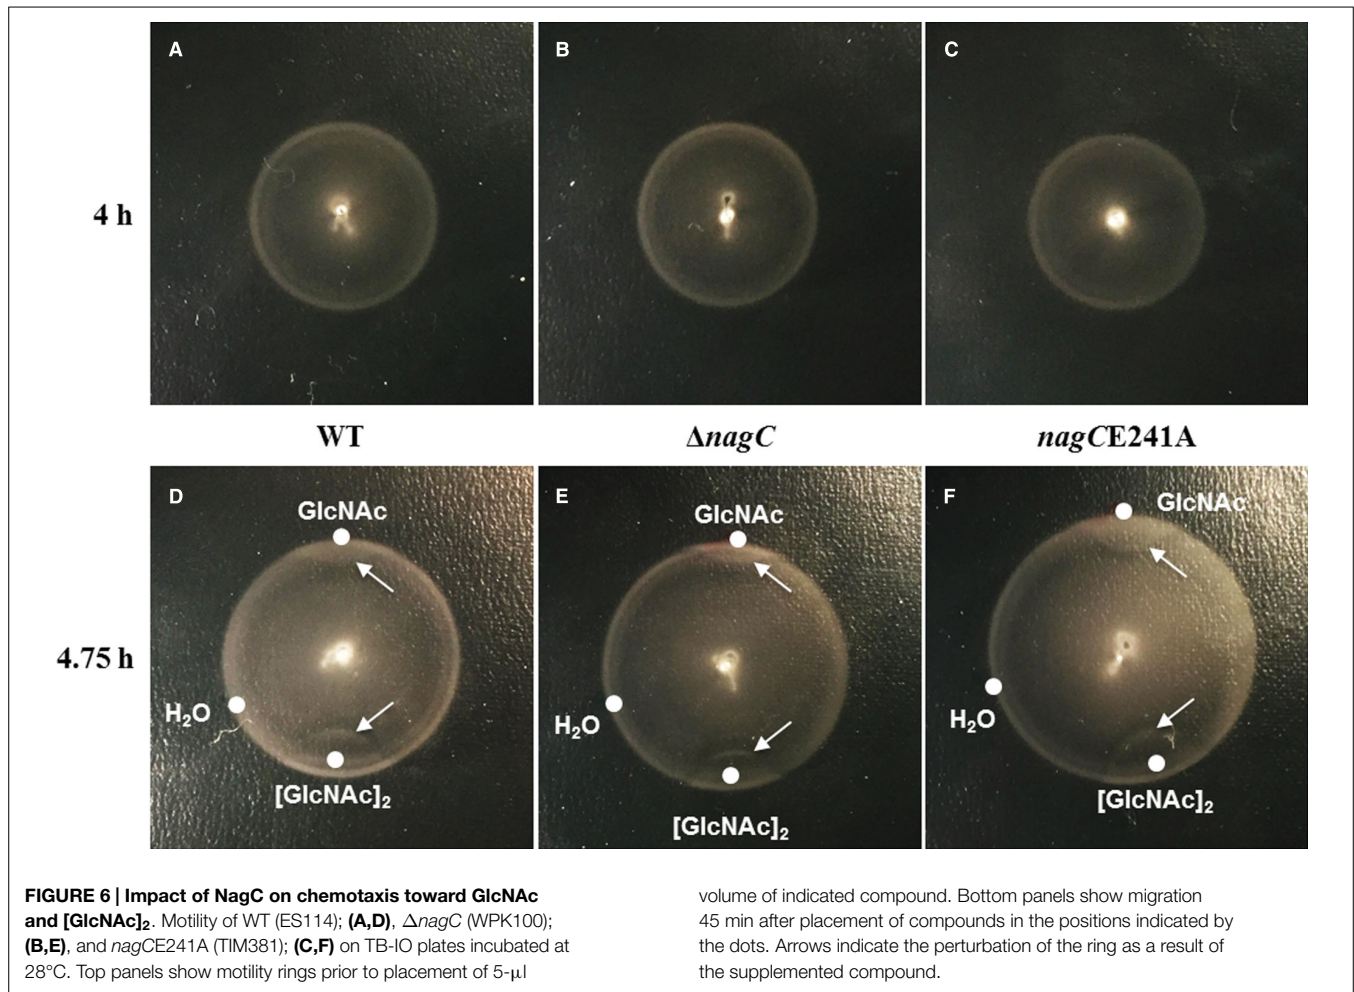 A
B
C
4 h
WT
ΔnagC
nagCE241A
D
E
F
GlcNAc
GlcNAc
GlcNAc
4.75 h
H₂O
H₂O
H₂O
[GlcNAc]₂
[GlcNAc]₂
[GlcNAc]₂
FIGURE 6 | Impact of NagC on chemotaxis toward GlcNAc
and [GlcNAc]₂. Motility of WT (ES114); (A,D), ΔnagC (WPK100);
(B,E), and nagCE241A (TIM381); (C,F) on TB-IO plates incubated at
28°C. Top panels show motility rings prior to placement of 5-μl
volume of indicated compound. Bottom panels show migration
45 min after placement of compounds in the positions indicated by
the dots. Arrows indicate the perturbation of the ring as a result of
the supplemented compound.